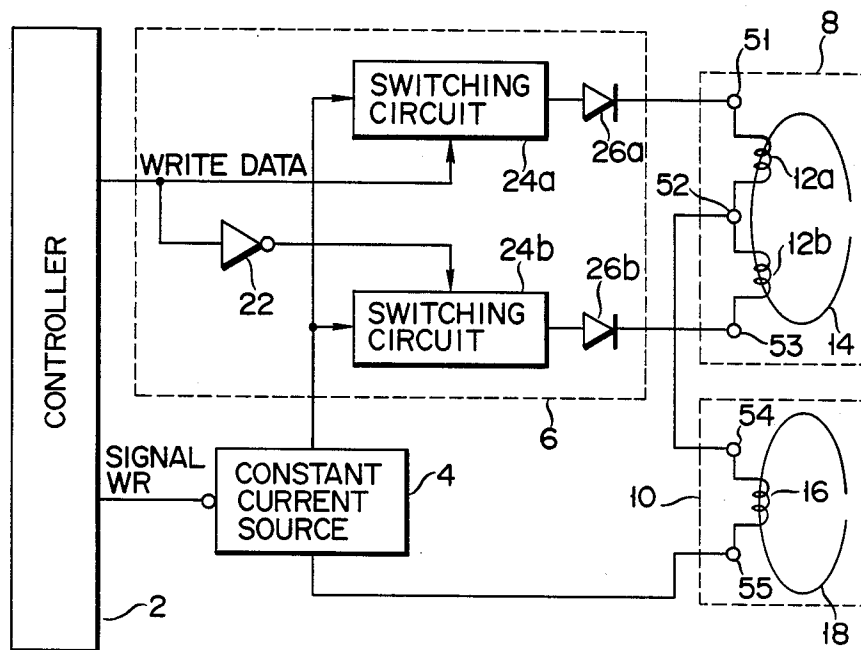 51
8
SWITCHING
CIRCUIT
26a
WRITE DATA
24a
12a
52
24b
26b
12b
22
SWITCHING
CIRCUIT
53
14
CONTROLLER
6
54
SIGNAL
WR
CONSTANT
CURRENT
SOURCE
4
10
16
55
2
18